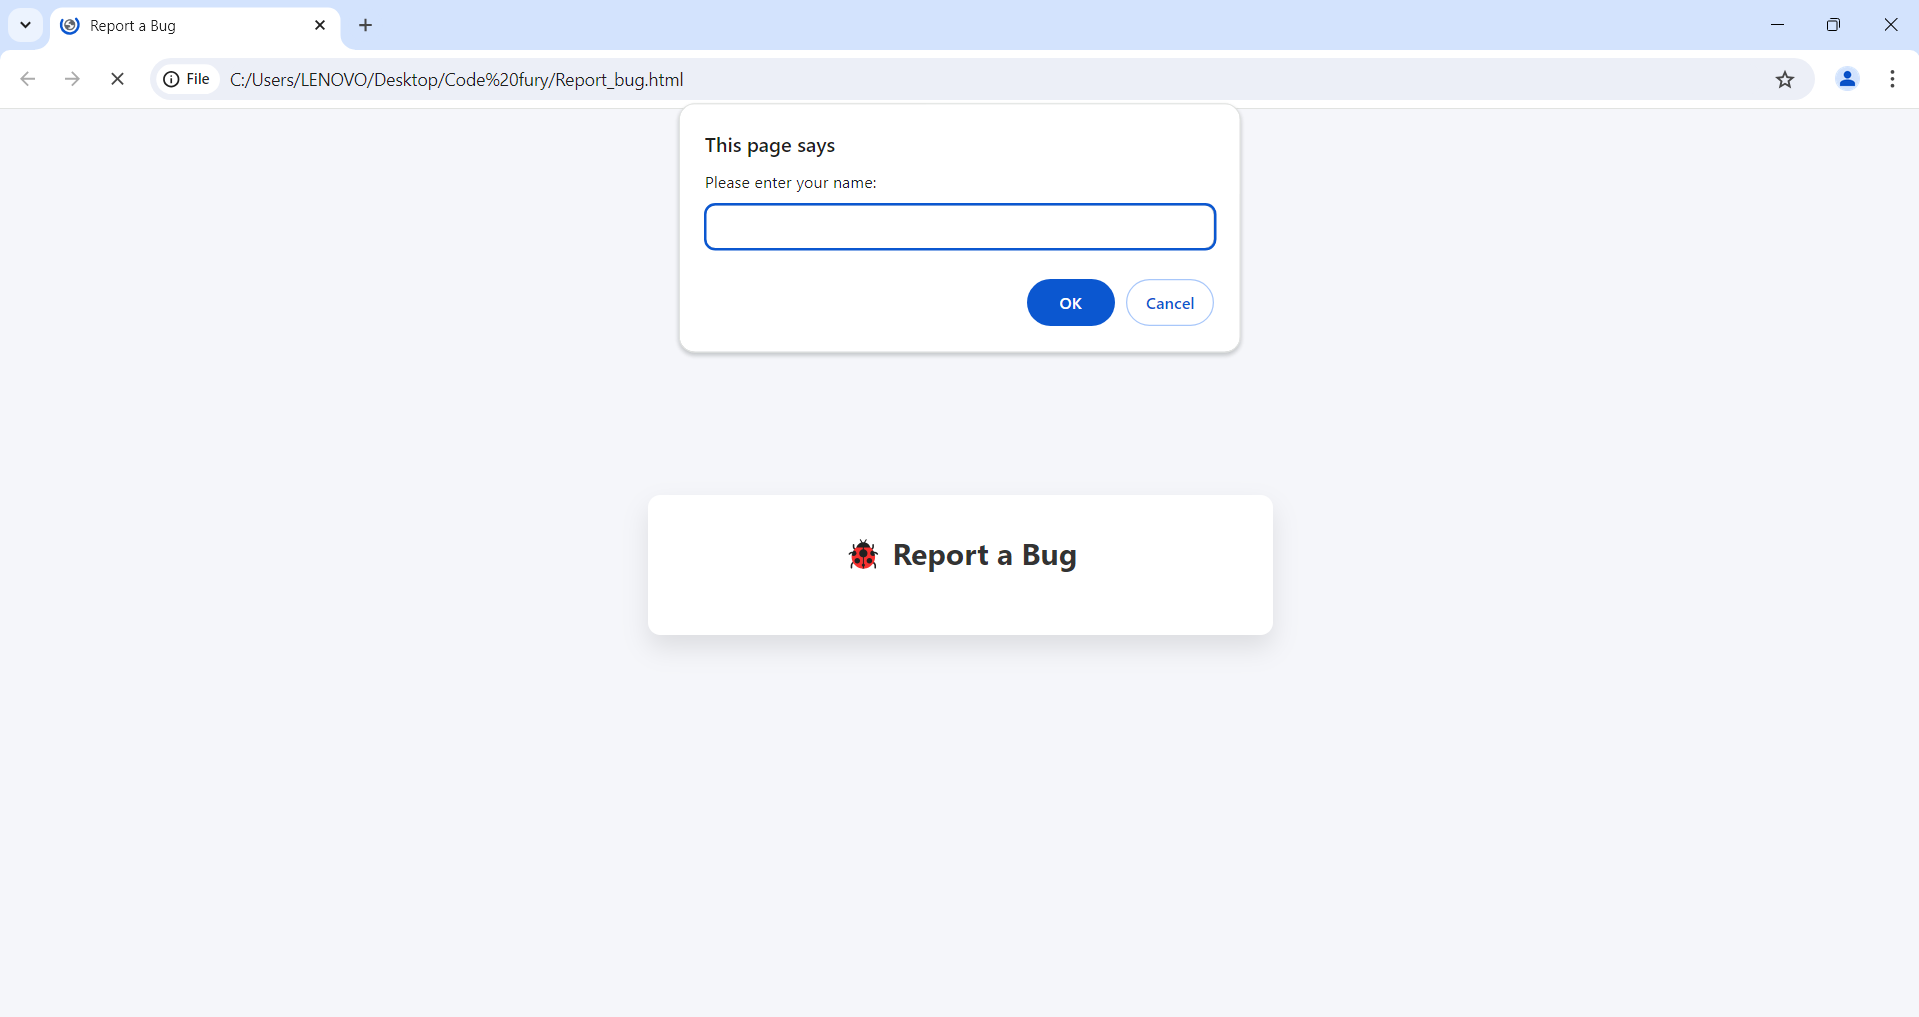 Report a Bug
File
C:/Users/LENOVO/Desktop/Code%20fury/Report_bug.html
This page says
Please enter your name:
OK
Cancel
Report a Bug